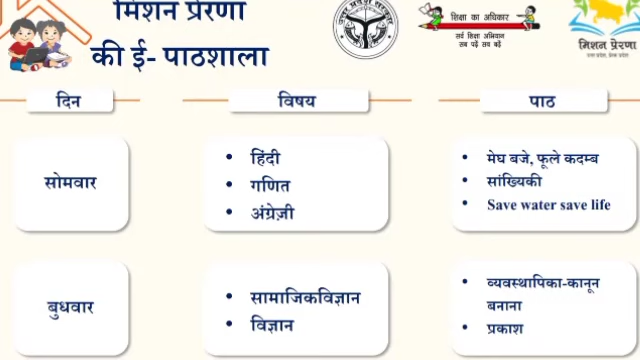 मिशन प्रेरणा
की ई- पाठशाला
शिक्षा का अधिकार
सर्व शिक्षा अभियान
सब पढ़ें सब बढ़ें
मिशन प्रेरणा
दिन
विषय
पाठ
सोमवार
• हिंदी
• गणित
• अंग्रेज़ी
• मेघ बजे, फूले कदम्ब
• सांख्यिकी
• Save water save life
बुधवार
• सामाजिकविज्ञान
• विज्ञान
• व्यवस्थापिका-कानून
बनाना
• प्रकाश